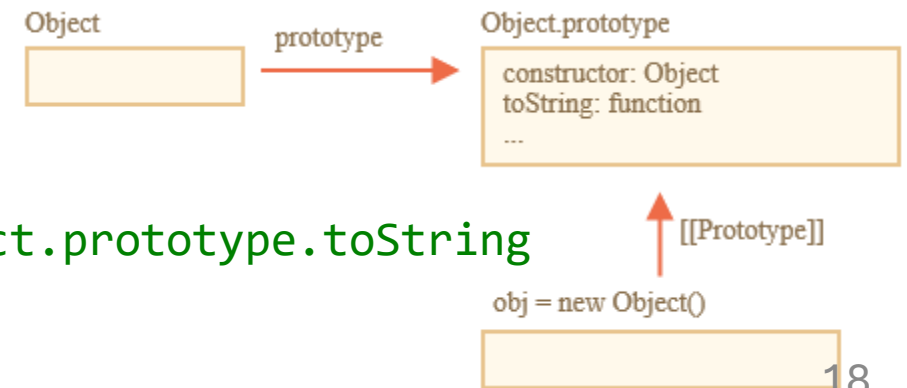 Object
prototype
Object.prototype
constructor: Object
toString: function
...
ct.prototype.toString
[[Prototype]]
obj = new Object()
18